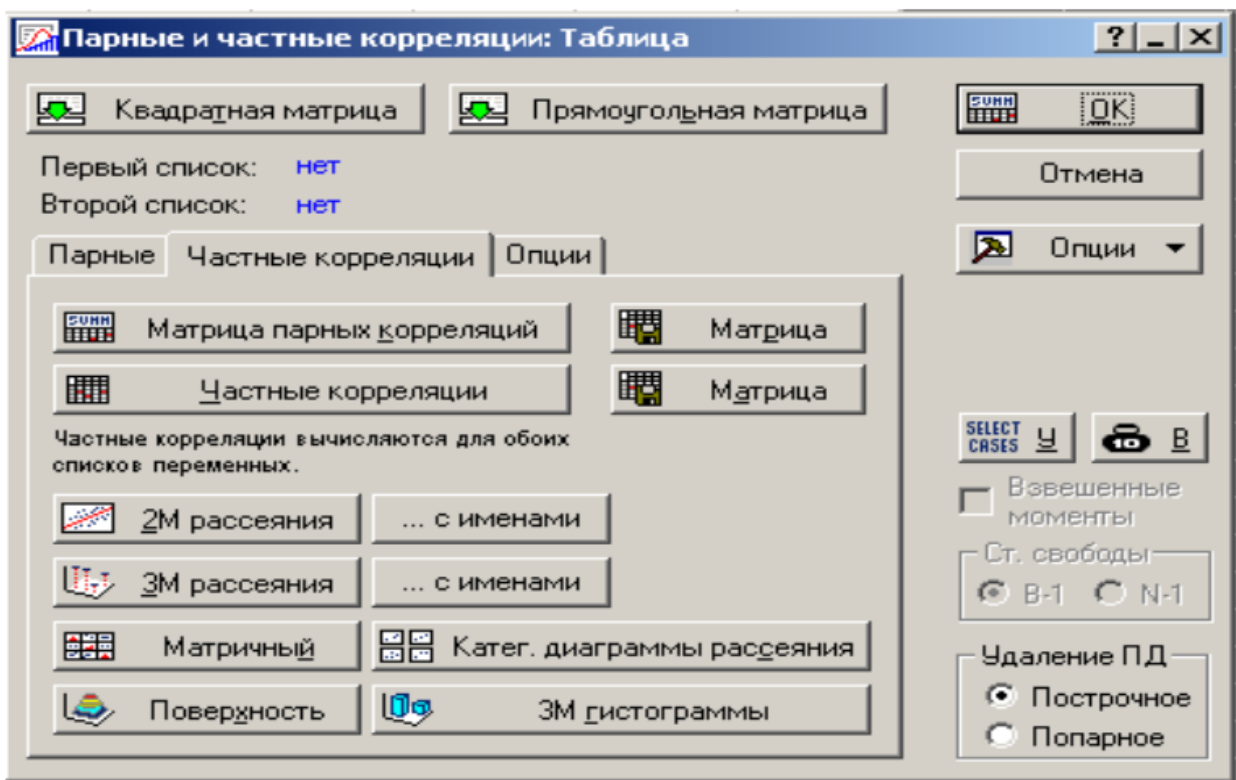 Парные и частные корреляции: Таблица
? _ X
Квадратная матрица
Прямоугольная матрица
SUMM OK
Первый список: нет
Отмена
Второй список: нет
Парные
Частные корреляции
Опции
Опции
SUMM Матрица парных корреляций
Матрица
Частные корреляции
Матрица
Частные корреляции вычисляются для обоих
списков переменных.
SELECT
CASES У
10 В
Взвешенные
моменты
2М рассеяния
... с именами
Ст. свободы
3М рассеяния
... с именами
В-1 N-1
Матричный
Катег. диаграммы рассеяния
Удаление ПД
Построчное
Поверхность
3М гистограммы
Попарное